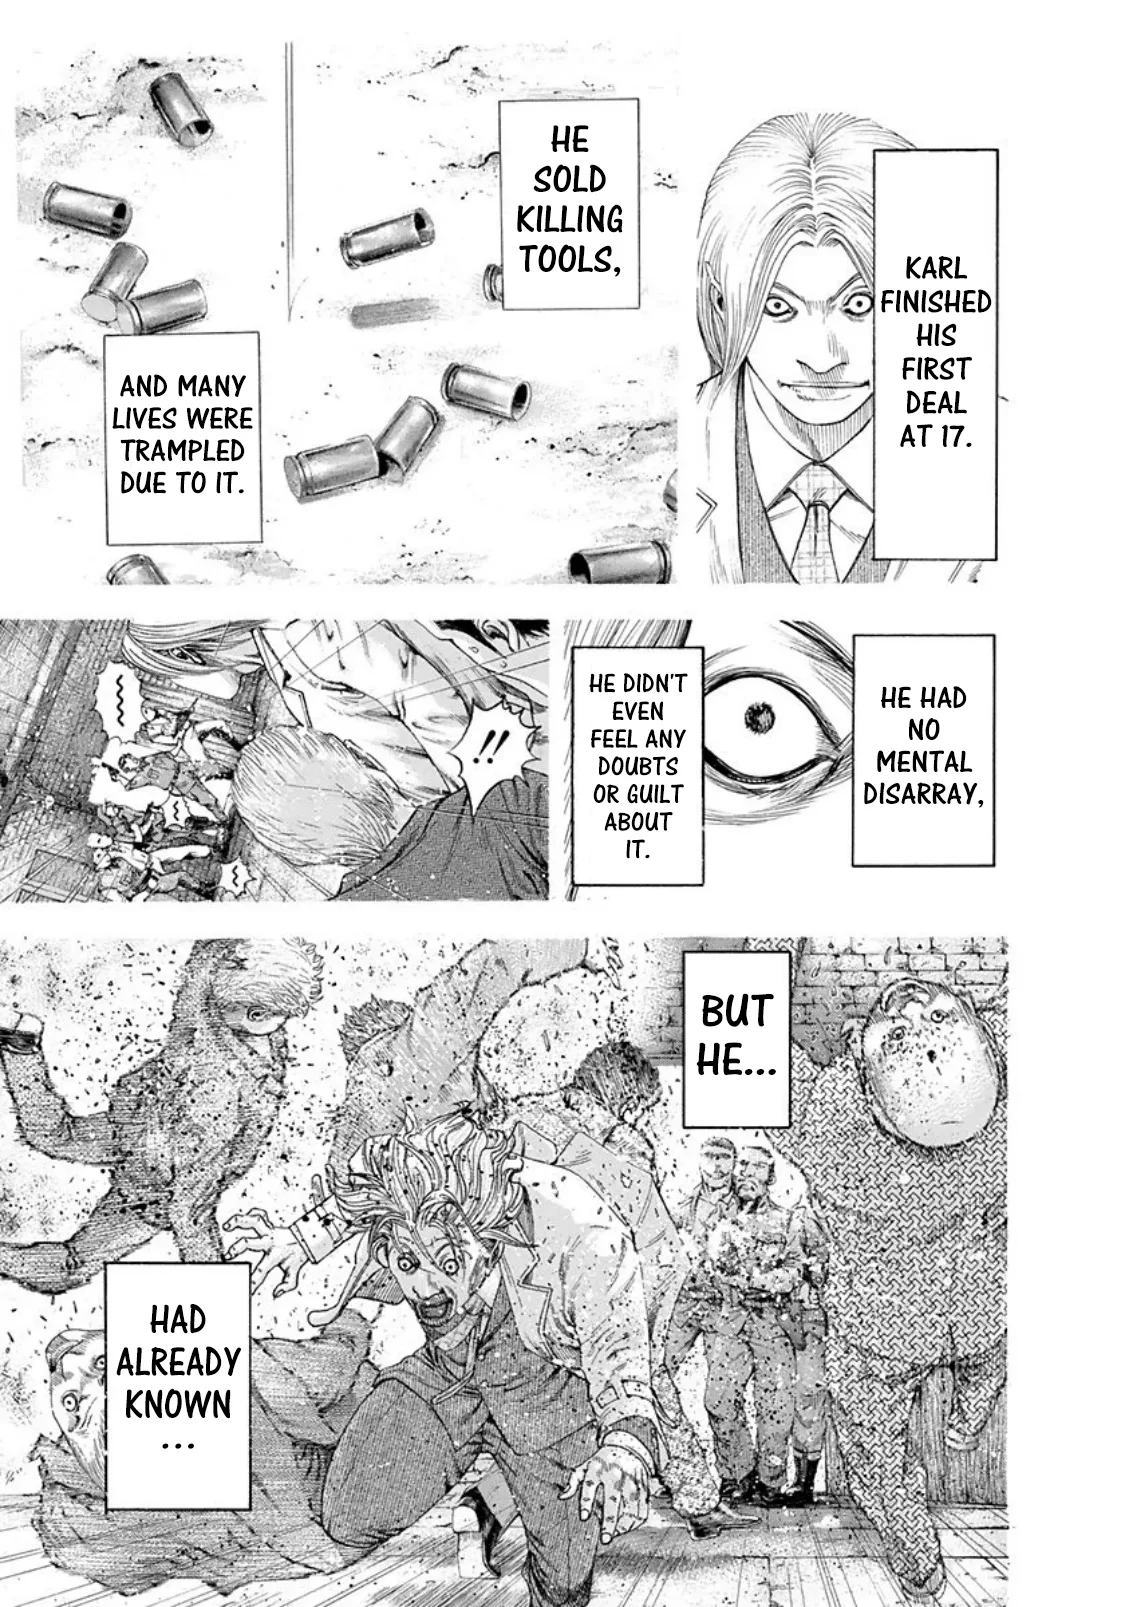 KARL
FINISHED
HIS
FIRST
DEAL
AT 17.
HE
SOLD
KILLING
TOOLS,
AND MANY
LIVES WERE
TRAMPLED
DUE TO IT.
HE HAD
NO
MENTAL
DISARRAY,
HE DIDN'T
EVEN
FEEL ANY
DOUBTS
OR GUILT
ABOUT
IT.
!!
BUT
HE...
HAD
ALREADY
KNOWN
...